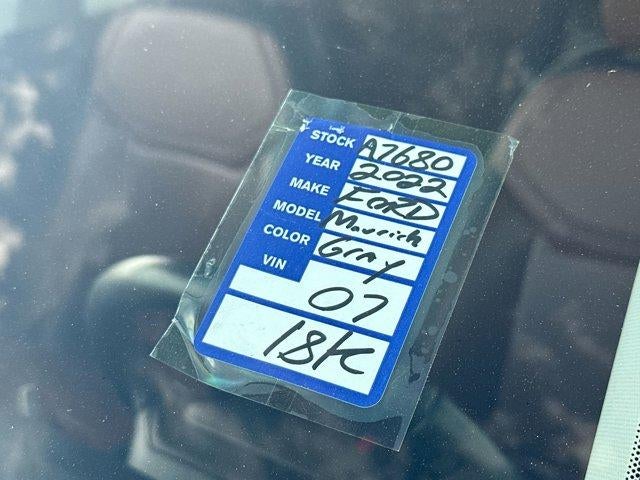 STOCK A7680
YEAR 2022
MAKE FORD
MODEL Maverick
COLOR Gray
VIN
07
18K